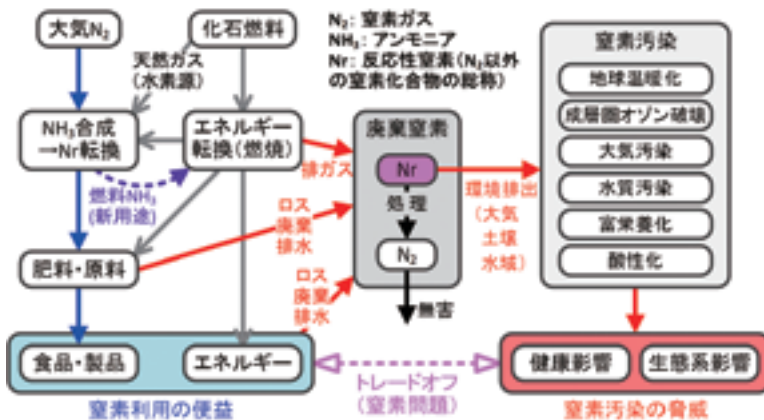 大気N₂
化石燃料
天然ガス
(水素源)
N₂: 窒素ガス
NH₃: アンモニア
Nr: 反応性窒素(N₂以外
の窒素化合物の総称)
NH₃合成
→Nr転換
エネルギー
転換(燃焼)
燃料NH₃
(新用途)
排ガス
ロス
廃棄
排水
肥料・原料
ロス
廃棄
排水
食品・製品
エネルギー
窒素利用の便益
廃棄窒素
Nr
処理
N₂
無害
環境排出
(大気
土壌
水域)
窒素汚染
地球温暖化
成層圏オゾン破壊
大気汚染
水質汚染
富栄養化
酸性化
トレードオフ
(窒素問題)
健康影響
生態系影響
窒素汚染の脅威